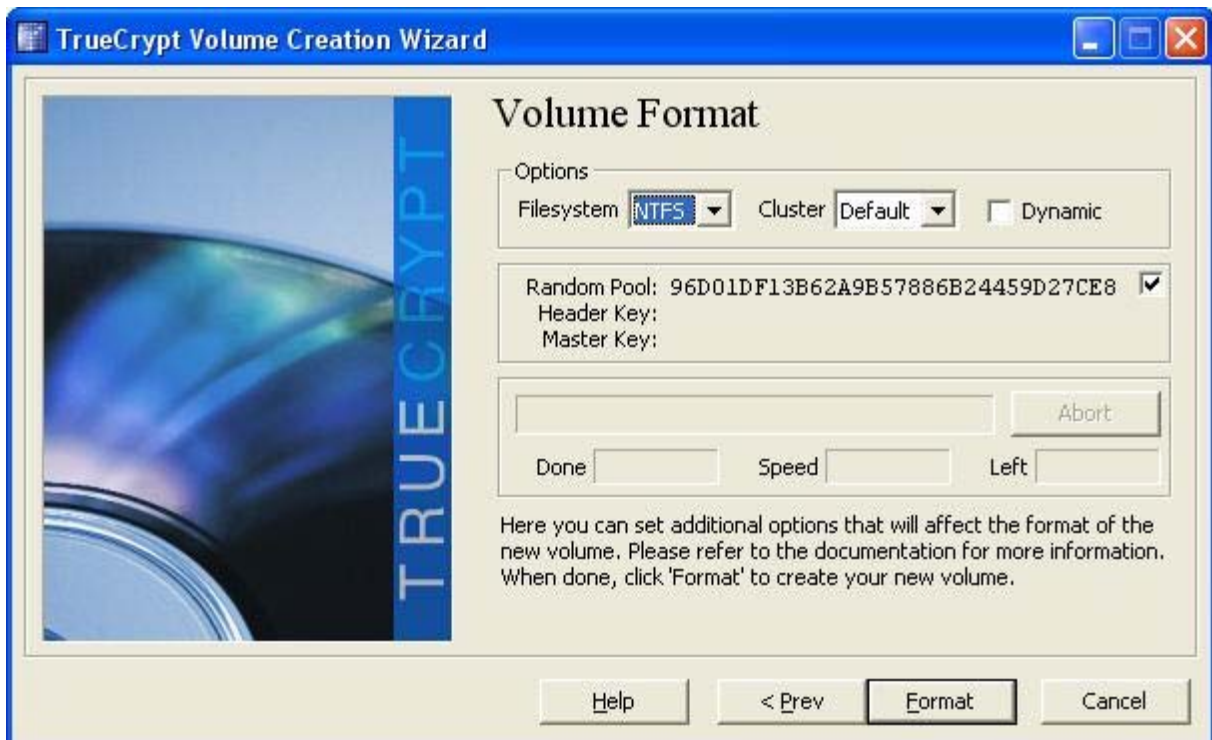 TrueCrypt Volume Creation Wizard
TRUECRYPT
Volume Format
Options
Filesystem NTFS Cluster Default Dynamic
Random Pool: 96D01DF13B62A9B57886B24459D27CE8
Header Key:
Master Key:
Abort
Done Speed Left
Here you can set additional options that will affect the format of the
new volume. Please refer to the documentation for more information.
When done, click 'Format' to create your new volume.
Help < Prev Format Cancel